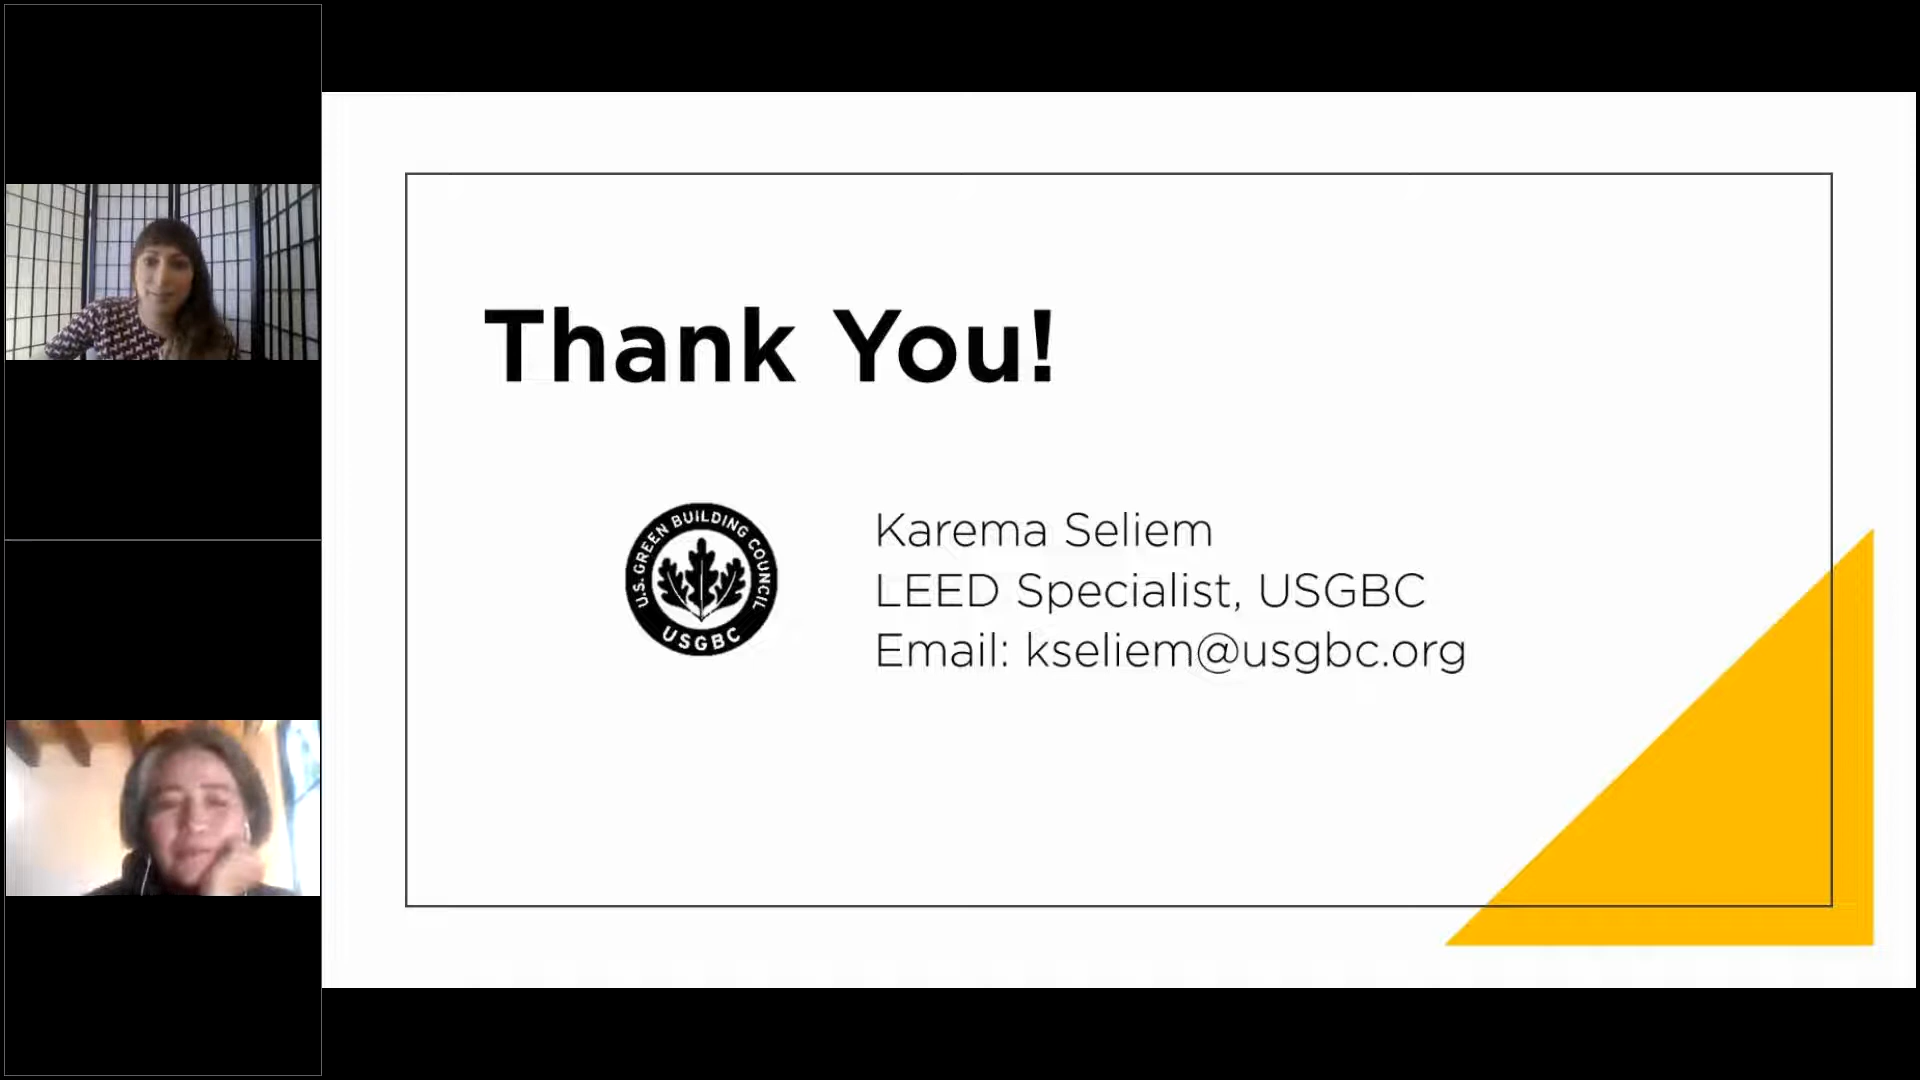 Thank You!
U.S. GREEN BUILDING COUNCIL
USGBC
Karema Seliem
LEED Specialist, USGBC
Email: kseliem@usgbc.org